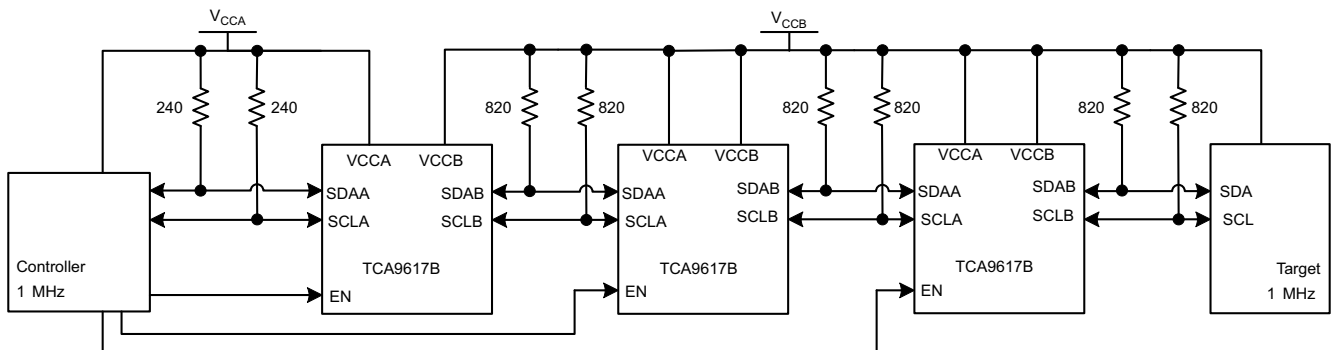 VCCA
VCCB
240
240
820
820
820
820
820
820
VCCA
VCCB
VCCA
VCCB
VCCA
VCCB
SDAA
SDAB
SDAA
SDAB
SDAA
SDAB
SDA
SCLA
SCLB
SCLA
SCLB
SCLA
SCLB
SCL
Controller
1 MHz
TCA9617B
TCA9617B
TCA9617B
Target
1 MHz
EN
EN
EN